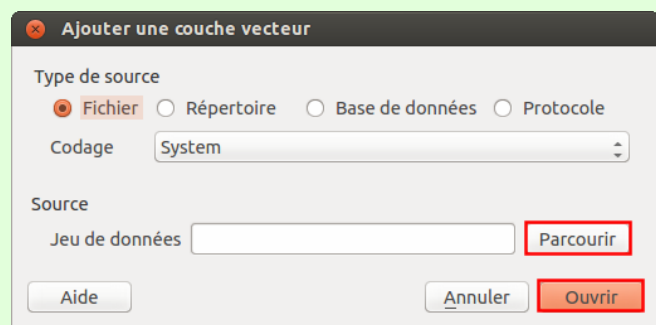 Ajouter une couche vecteur
Type de source
Fichier Répertoire Base de données Protocole
Codage System
Source
Jeu de données Parcourir
Aide Annuler Ouvrir